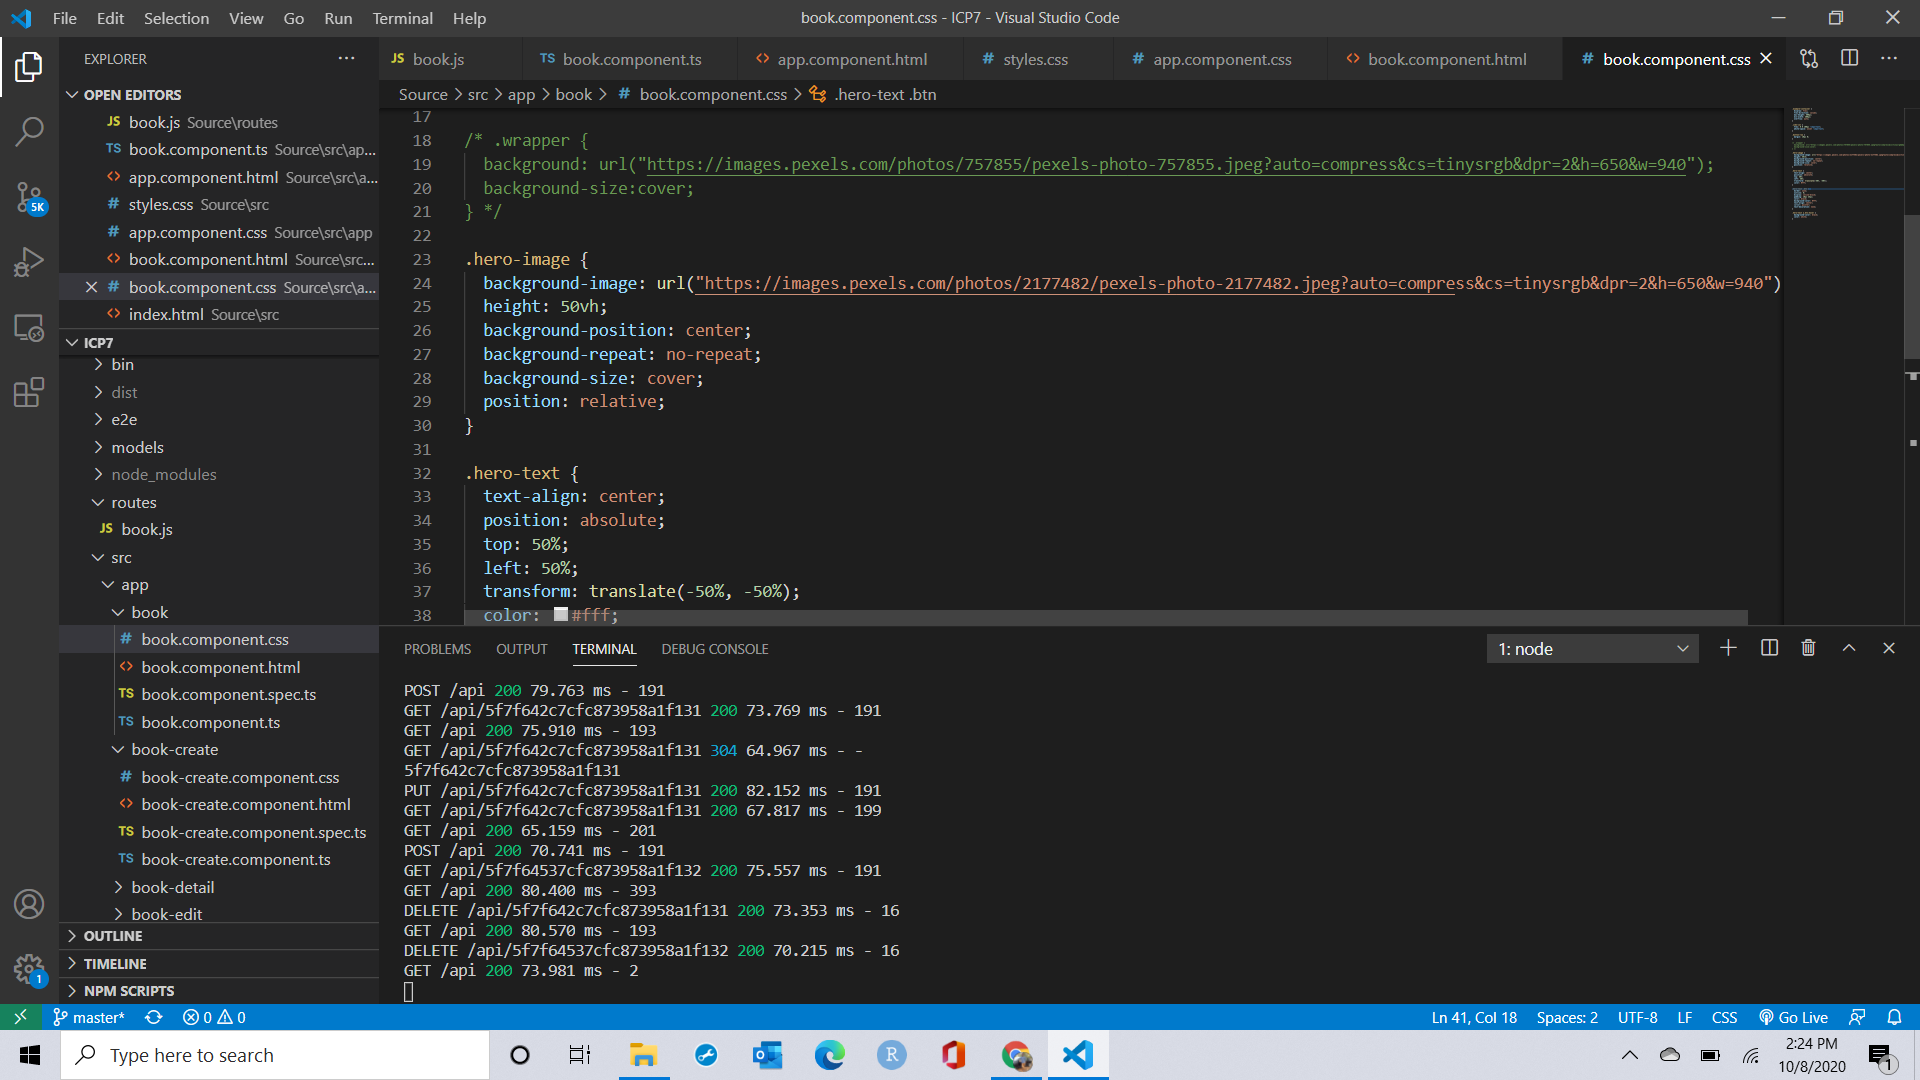 File Edit Selection View Go Run Terminal Help
book.component.css - ICP7 - Visual Studio Code
EXPLORER
JS book.js
TS book.component.ts
<> app.component.html
# styles.css
# app.component.css
<> book.component.html
# book.component.css
OPEN EDITORS
JS book.js Source\routes
TS book.component.ts Source\src\ap...
<> app.component.html Source\src\a...
# styles.css Source\src
# app.component.css Source\src\app
<> book.component.html Source\src...
# book.component.css Source\src\a...
<> index.html Source\src
5K
ICP7
bin
dist
e2e
models
node_modules
routes
JS book.js
src
app
book
# book.component.css
<> book.component.html
TS book.component.spec.ts
TS book.component.ts
book-create
# book-create.component.css
<> book-create.component.html
TS book-create.component.spec.ts
TS book-create.component.ts
book-detail
book-edit
OUTLINE
TIMELINE
NPM SCRIPTS
1
Source > src > app > book > # book.component.css > .hero-text .btn
17
18 /* .wrapper {
19 background: url("https://images.pexels.com/photos/757855/pexels-photo-757855.jpeg?auto=compress&cs=tinysrgb&dpr=2&h=650&w=940");
20 background-size:cover;
21 } */
22
23 .hero-image {
24 background-image: url("https://images.pexels.com/photos/2177482/pexels-photo-2177482.jpeg?auto=compress&cs=tinysrgb&dpr=2&h=650&w=940")
25 height: 50vh;
26 background-position: center;
27 background-repeat: no-repeat;
28 background-size: cover;
29 position: relative;
30 }
31
32 .hero-text {
33 text-align: center;
34 position: absolute;
35 top: 50%;
36 left: 50%;
37 transform: translate(-50%, -50%);
38 color: #fff;
PROBLEMS OUTPUT TERMINAL DEBUG CONSOLE
1: node
POST /api 200 79.763 ms - 191
GET /api/5f7f642c7cfc873958a1f131 200 73.769 ms - 191
GET /api 200 75.910 ms - 193
GET /api/5f7f642c7cfc873958a1f131 304 64.967 ms - -
5f7f642c7cfc873958a1f131
PUT /api/5f7f642c7cfc873958a1f131 200 82.152 ms - 191
GET /api/5f7f642c7cfc873958a1f131 200 67.817 ms - 199
GET /api 200 65.159 ms - 201
POST /api 200 70.741 ms - 191
GET /api/5f7f64537cfc873958a1f132 200 75.557 ms - 191
GET /api 200 80.400 ms - 393
DELETE /api/5f7f642c7cfc873958a1f131 200 73.353 ms - 16
GET /api 200 80.570 ms - 193
DELETE /api/5f7f64537cfc873958a1f132 200 70.215 ms - 16
GET /api 200 73.981 ms - 2
master* 0 0
Ln 41, Col 18 Spaces: 2 UTF-8 LF CSS Go Live
Type here to search
R
2:24 PM
10/8/2020
1